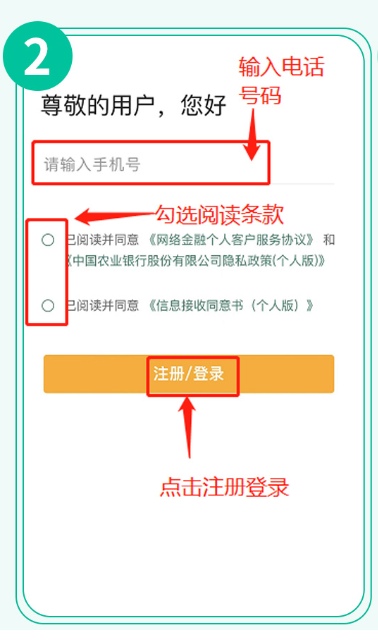 2
输入电话
号码
尊敬的用户，您好
请输入手机号
勾选阅读条款
已阅读并同意 《网络金融个人客户服务协议》 和
《中国农业银行股份有限公司隐私政策(个人版)》
已阅读并同意 《信息接收同意书（个人版）》
注册/登录
点击注册登录